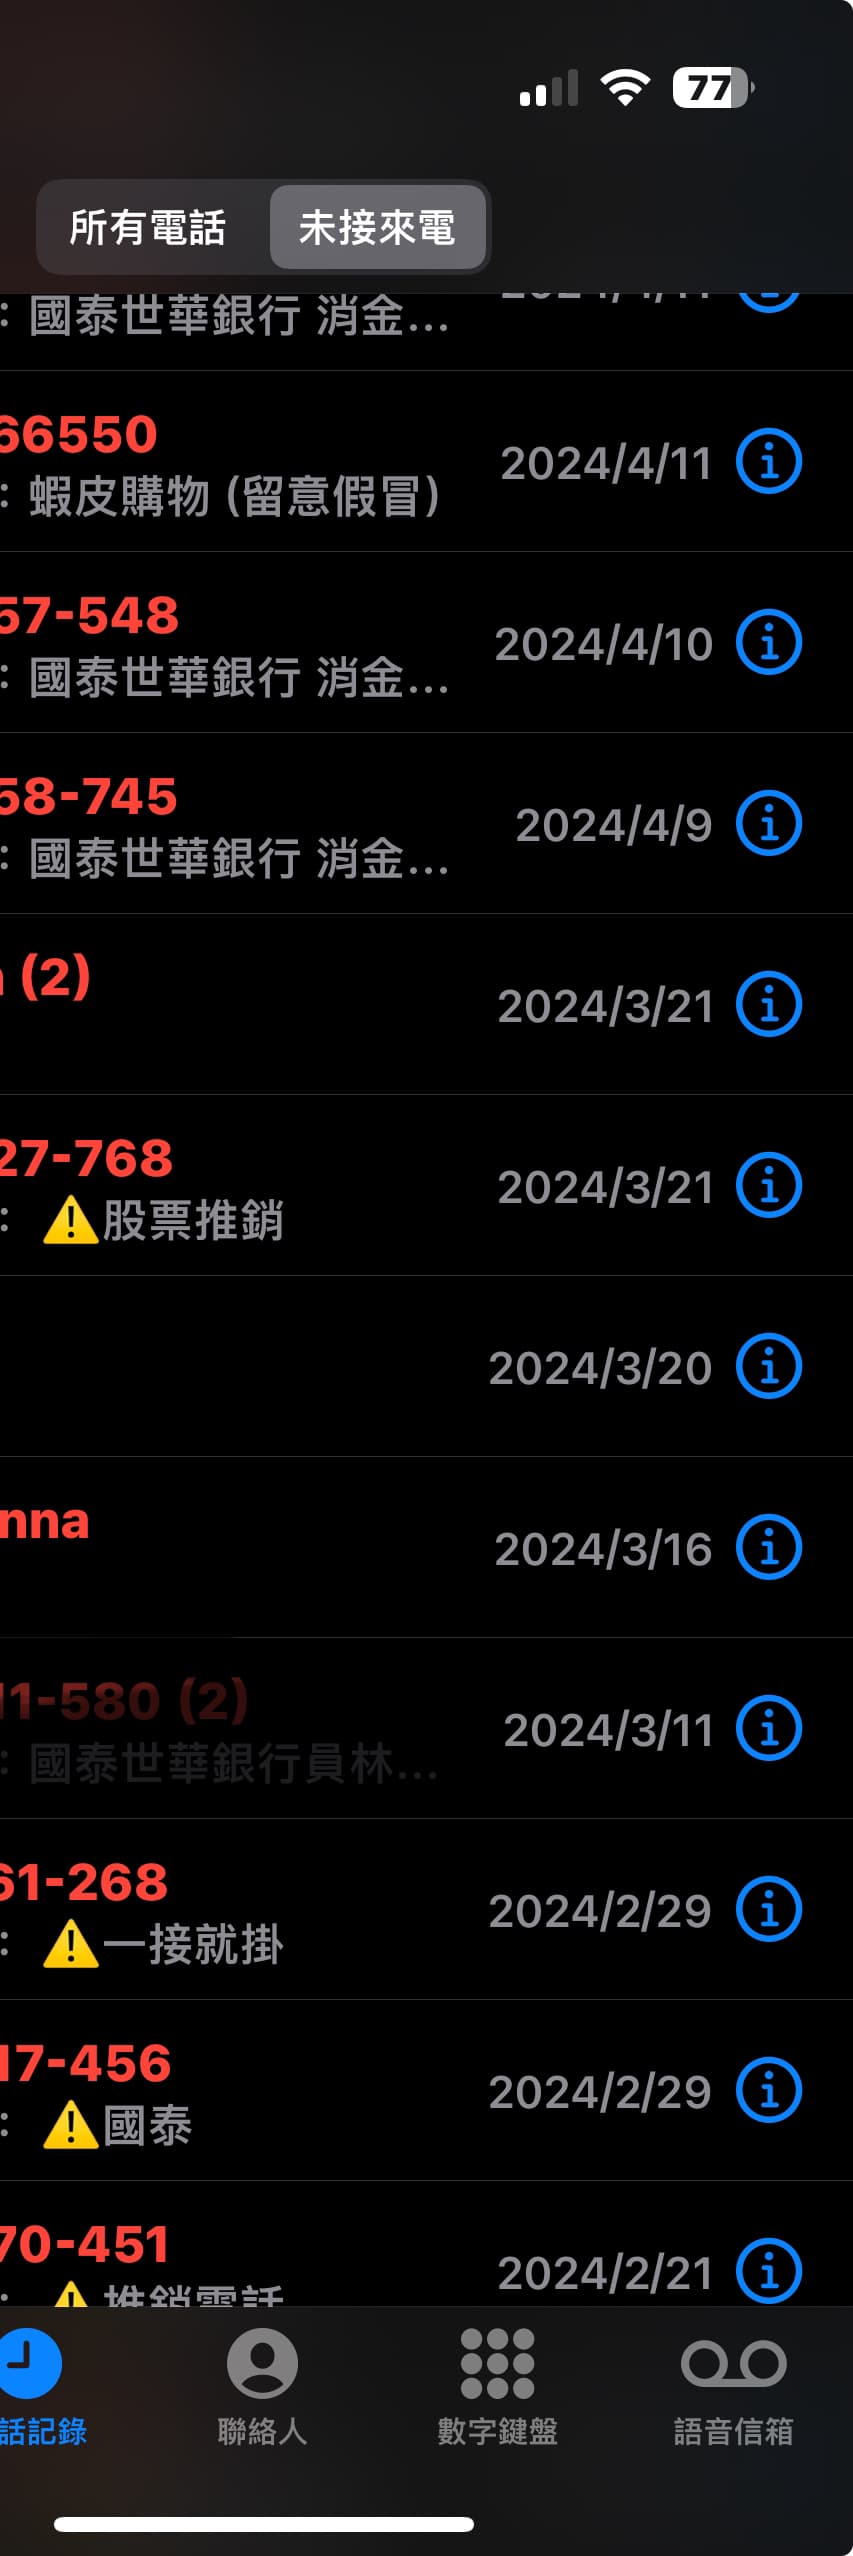 77
所有電話
未接來電
: 國泰世華銀行 消金...
66550
2024/4/11
: 蝦皮購物 (留意假冒)
57-548
2024/4/10
: 國泰世華銀行 消金...
58-745
2024/4/9
: 國泰世華銀行 消金...
(2)
2024/3/21
27-768
2024/3/21
: ⚠️股票推銷
2024/3/20
nna
2024/3/16
11-580 (2)
2024/3/11
: 國泰世華銀行員林...
61-268
2024/2/29
: ⚠️一接就掛
17-456
2024/2/29
: ⚠️國泰
70-451
2024/2/21
: ⚠️推銷電話
話記錄
聯絡人
數字鍵盤
語音信箱